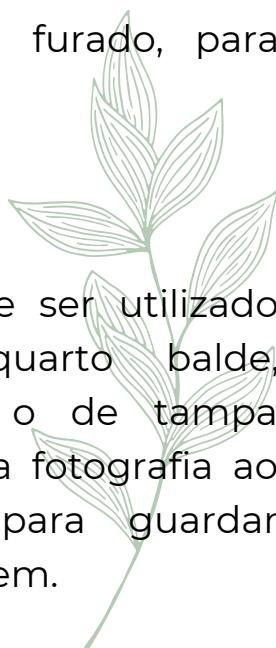 furado, para
e ser utilizado
quarto balde,
o de tampa
a fotografia ao
para guardar
em.